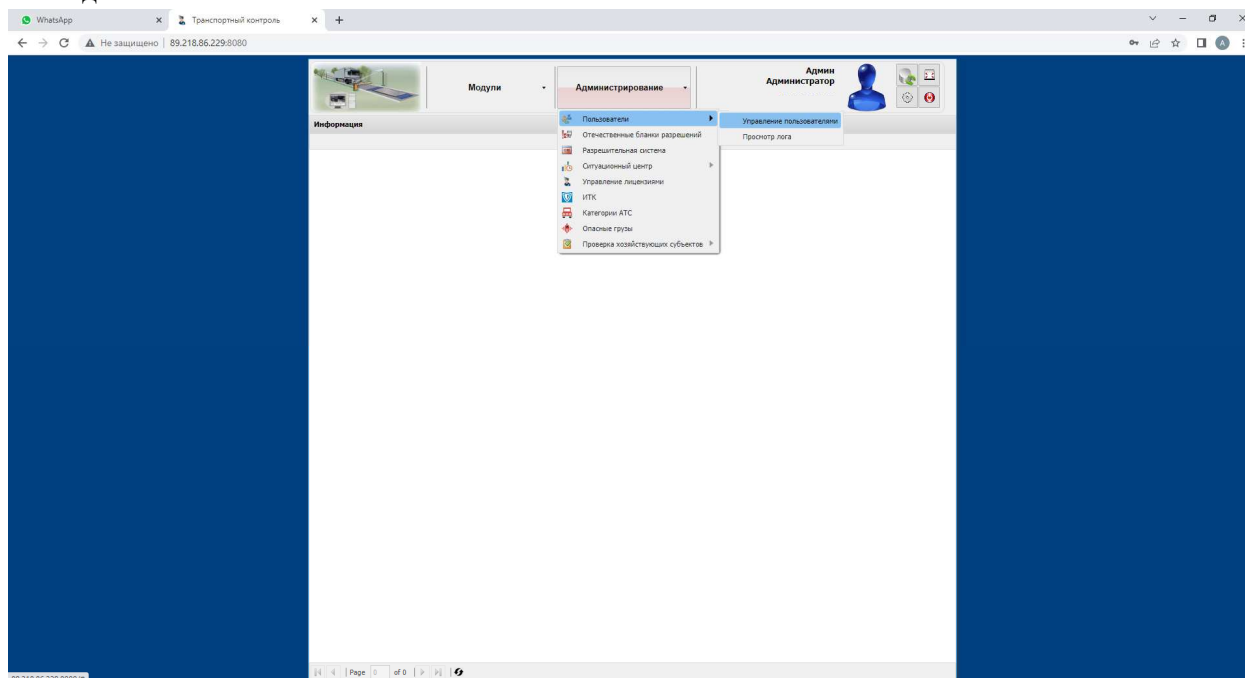 WhatsApp
Транспортный контроль
Не защищено | 89.218.86.229:8080
Модули
Администрирование
Админ
Администратор
Информация
Пользователи
Управление пользователями
Отечественные бланки разрешений
Просмотр лога
Разрешительная система
Ситуационный центр
Управление лицензиями
ИТК
Категории АТС
Опасные грузы
Проверка хозяйствующих субъектов
Page 0 of 0